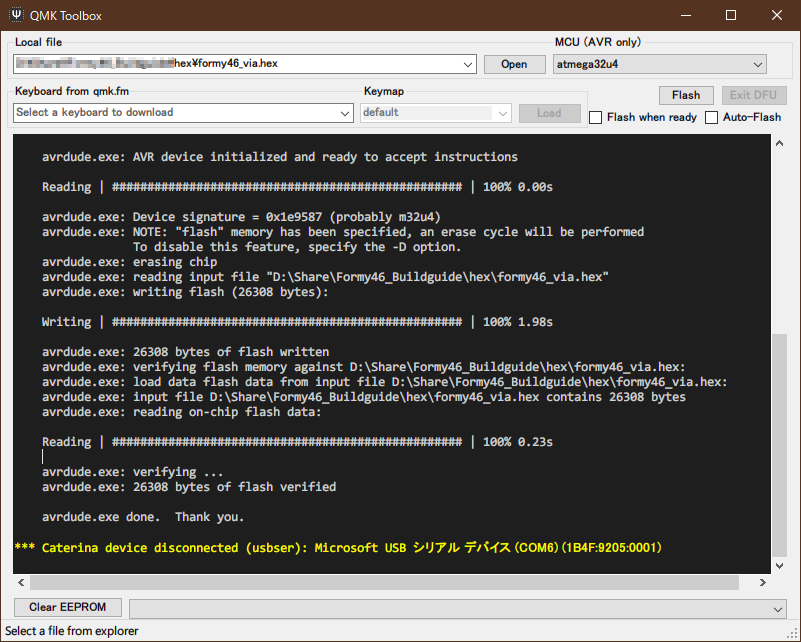 QMK Toolbox
Local file
MCU (AVR only)
hex¥formy46_via.hex
Open
atmega32u4
Keyboard from qmk.fm
Keymap
Flash
Exit DFU
Select a keyboard to download
default
Load
Flash when ready
Auto-Flash
avrdude.exe: AVR device initialized and ready to accept instructions
Reading | ################################################## | 100% 0.00s
avrdude.exe: Device signature = 0x1e9587 (probably m32u4)
avrdude.exe: NOTE: "flash" memory has been specified, an erase cycle will be performed
To disable this feature, specify the -D option.
avrdude.exe: erasing chip
avrdude.exe: reading input file "D:\Share\Formy46_Buildguide\hex\formy46_via.hex"
avrdude.exe: writing flash (26308 bytes):
Writing | ################################################## | 100% 1.98s
avrdude.exe: 26308 bytes of flash written
avrdude.exe: verifying flash memory against D:\Share\Formy46_Buildguide\hex\formy46_via.hex:
avrdude.exe: load data flash data from input file D:\Share\Formy46_Buildguide\hex\formy46_via.hex:
avrdude.exe: input file D:\Share\Formy46_Buildguide\hex\formy46_via.hex contains 26308 bytes
avrdude.exe: reading on-chip flash data:
Reading | ################################################## | 100% 0.23s
avrdude.exe: verifying ...
avrdude.exe: 26308 bytes of flash verified
avrdude.exe done.  Thank you.
*** Caterina device disconnected (usbser): Microsoft USB シリアル デバイス (COM6) (1B4F:9205:0001)
Clear EEPROM
Select a file from explorer